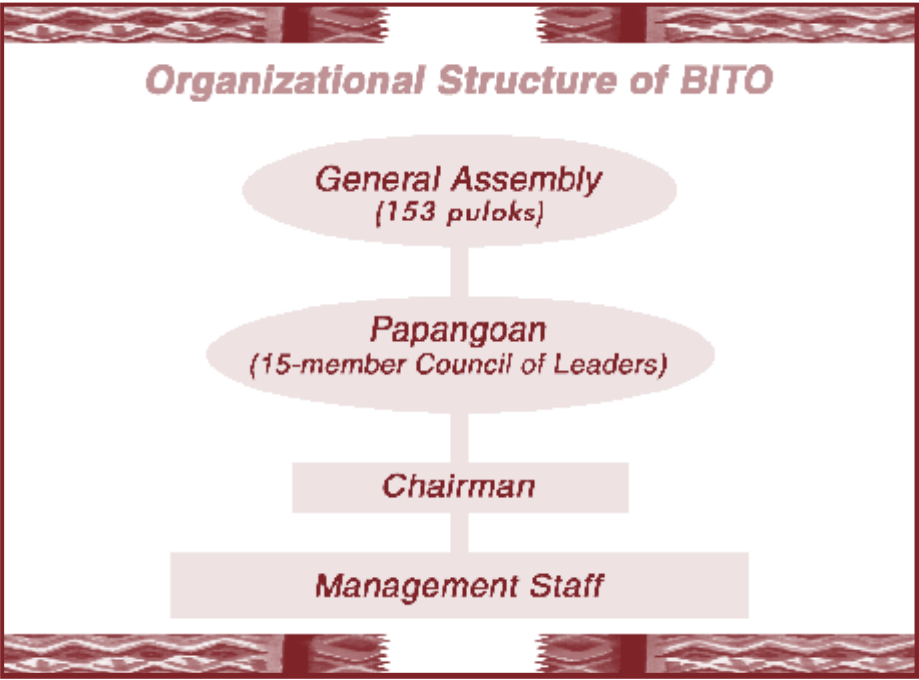 Organizational Structure of BITO
General Assembly
(153 puloks)
Papangoan
(15-member Council of Leaders)
Chairman
Management Staff